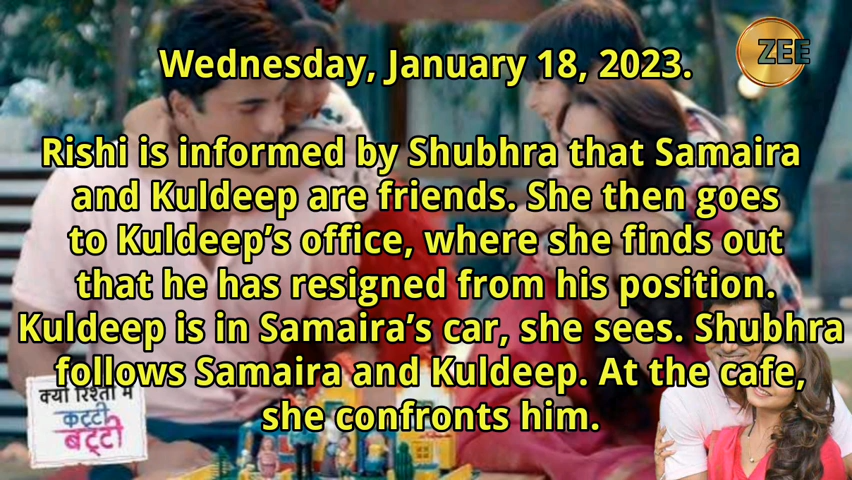 Wednesday, January 18, 2023.
ZEE
Rishi is informed by Shubhra that Samaira
and Kuldeep are friends. She then goes
to Kuldeep’s office, where she finds out
that he has resigned from his position.
Kuldeep is in Samaira’s car, she sees. Shubhra
follows Samaira and Kuldeep. At the cafe,
she confronts him.
क्यों रिश्तों में
कट्टी
बट्टी